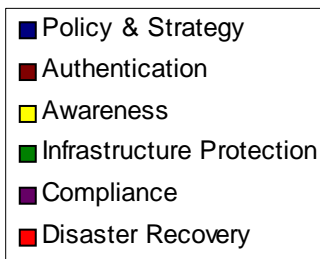 Policy & Strategy
Authentication
Awareness
Infrastructure Protection
Compliance
Disaster Recovery